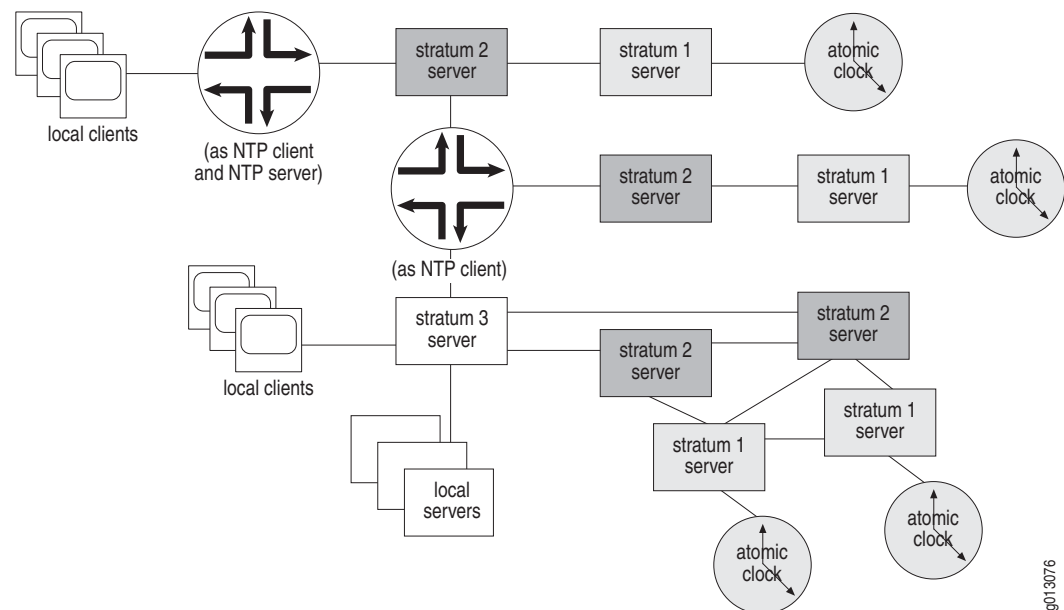 stratum 2
server
stratum 1
server
atomic
clock
local clients
(as NTP client
and NTP server)
stratum 2
server
stratum 1
server
atomic
clock
(as NTP client)
stratum 3
server
stratum 2
server
stratum 2
server
local clients
stratum 1
server
stratum 1
server
local
servers
atomic
clock
atomic
clock
g013076